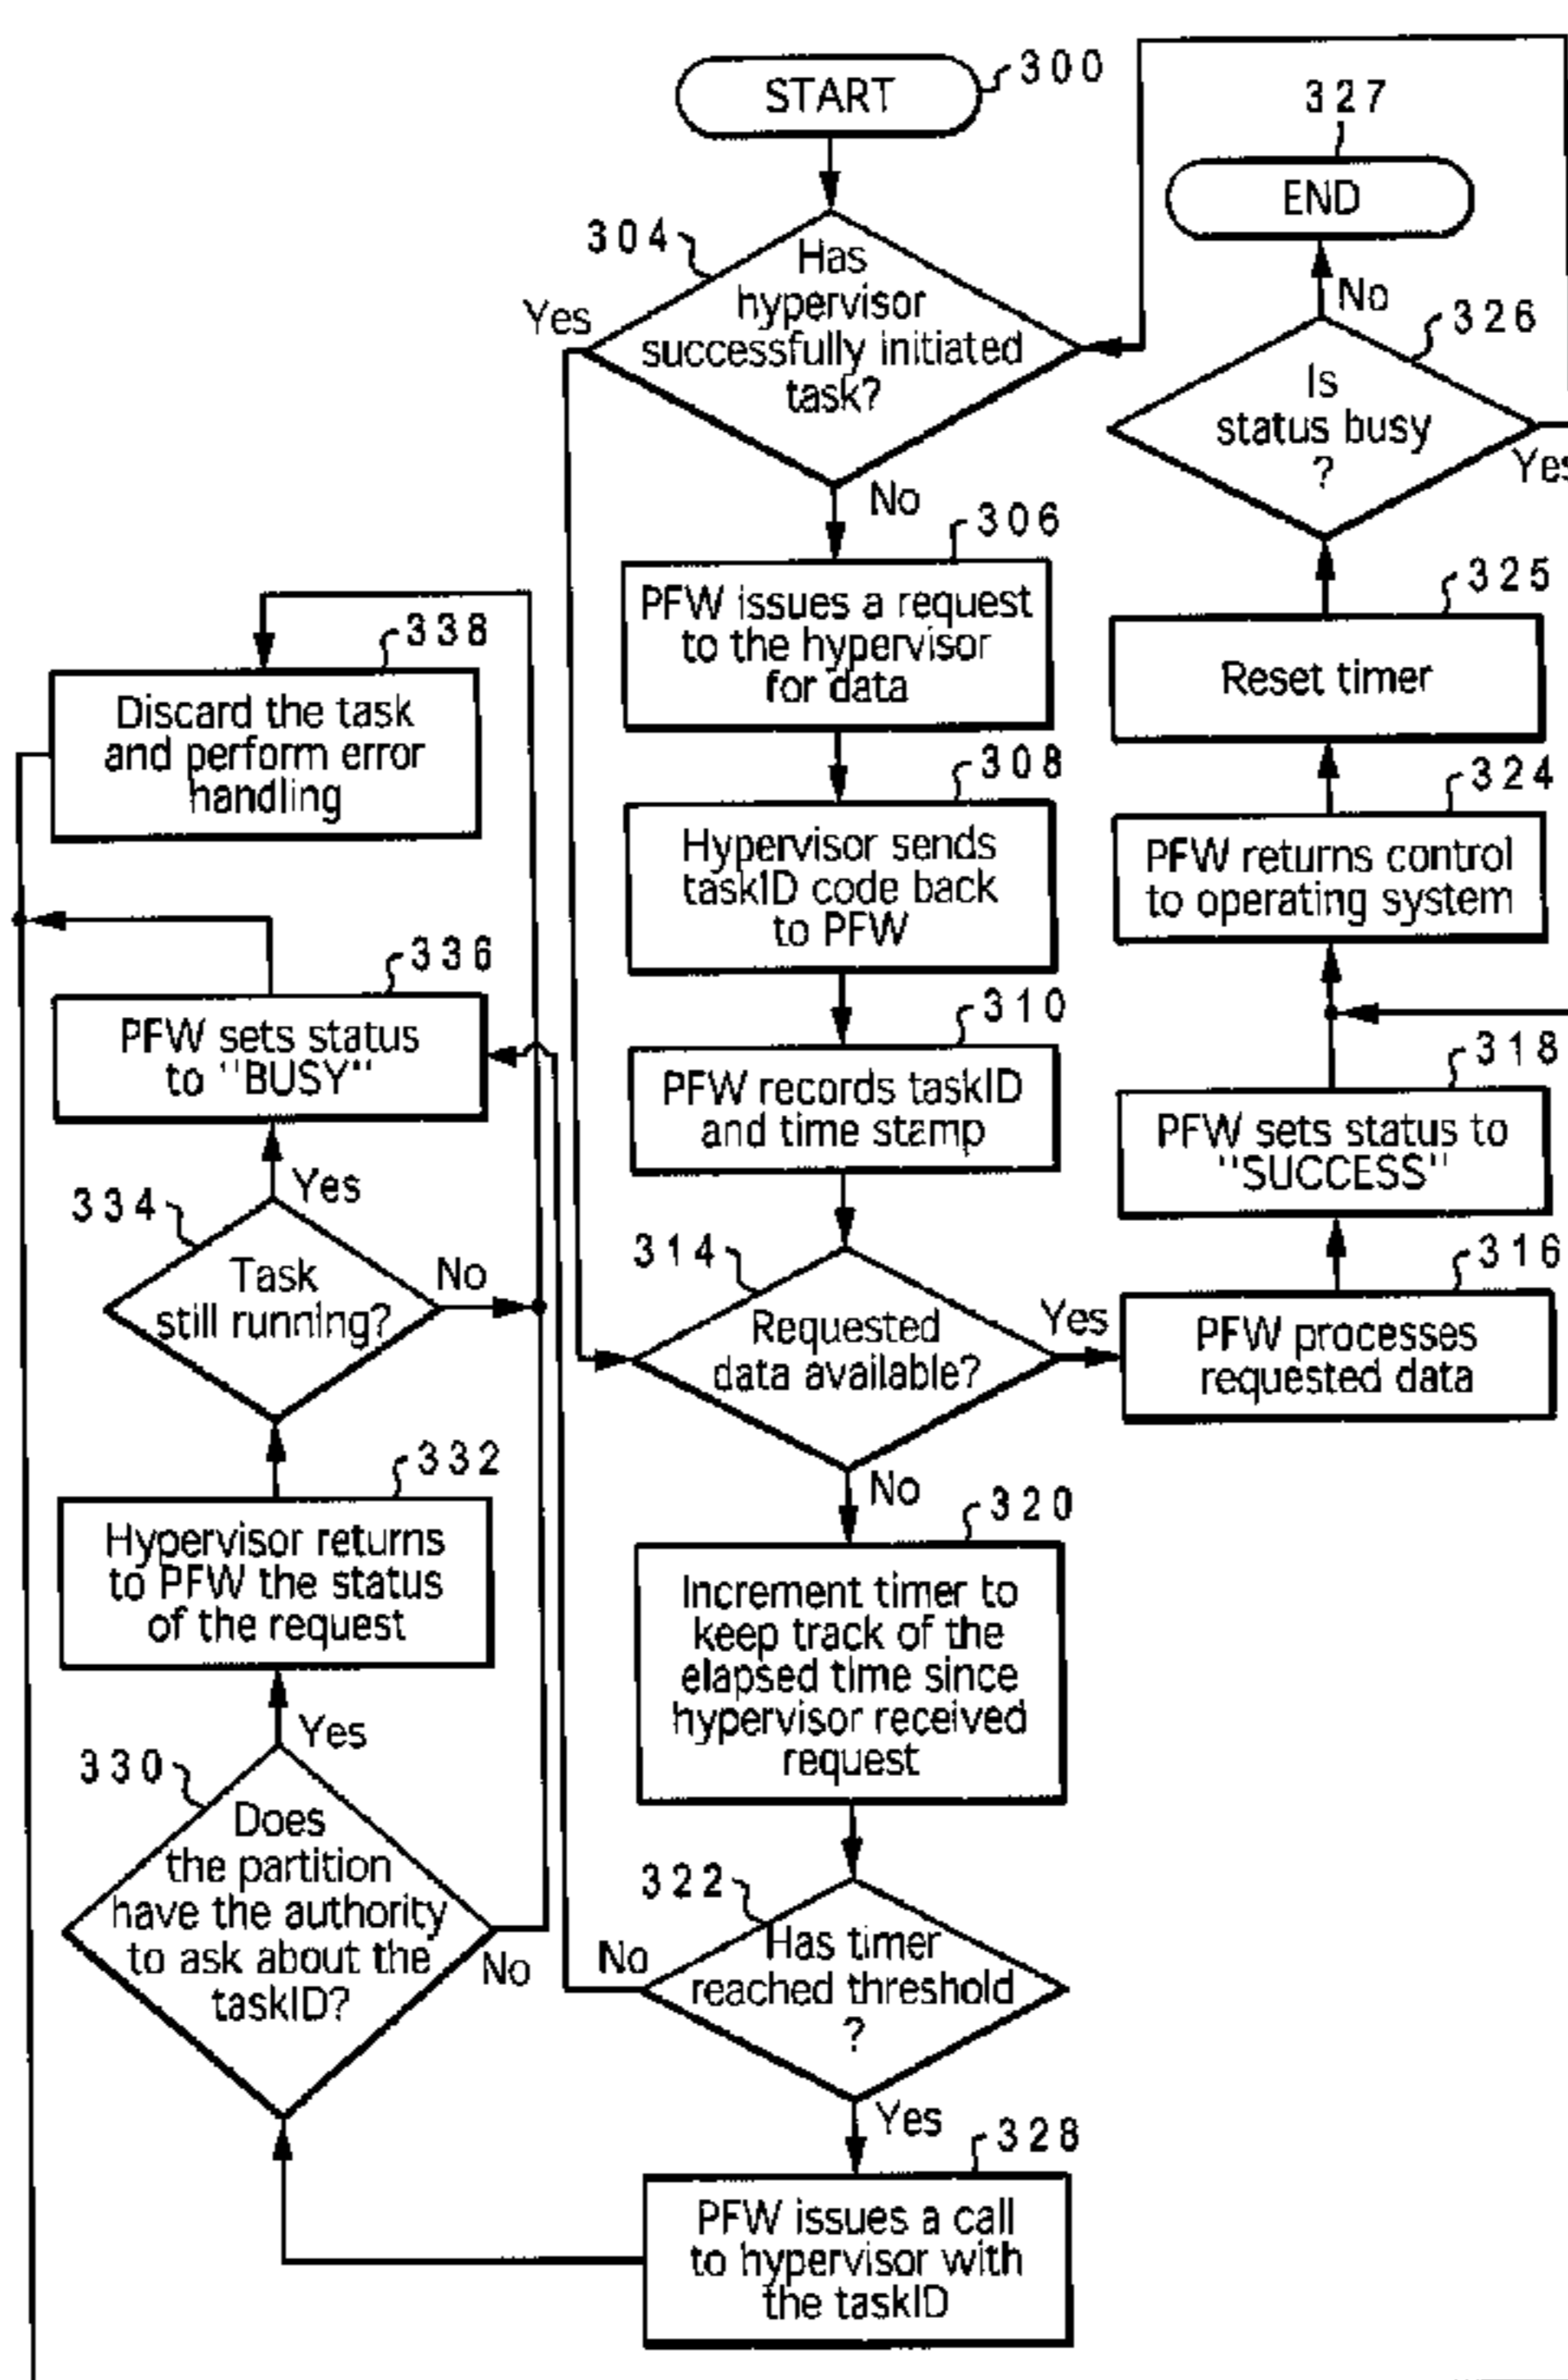 START
300
304
Has
hypervisor
successfully initiated
task?
Yes
No
306
PFW issues a request
to the hypervisor
for data
308
Hypervisor sends
taskID code back
to PFW
310
PFW records taskID
and time stamp
314
Requested
data available?
Yes
No
316
PFW processes
requested data
318
PFW sets status to
"SUCCESS"
324
PFW returns control
to operating system
325
Reset timer
326
Is
status busy
?
Yes
No
327
END
320
Increment timer to
keep track of the
elapsed time since
hypervisor received
request
322
Has timer
reached threshold
?
No
Yes
328
PFW issues a call
to hypervisor with
the taskID
330
Does
the partition
have the authority
to ask about the
taskID?
Yes
No
332
Hypervisor returns
to PFW the status
of the request
334
Task
still running?
Yes
No
336
PFW sets status
to "BUSY"
338
Discard the task
and perform error
handling